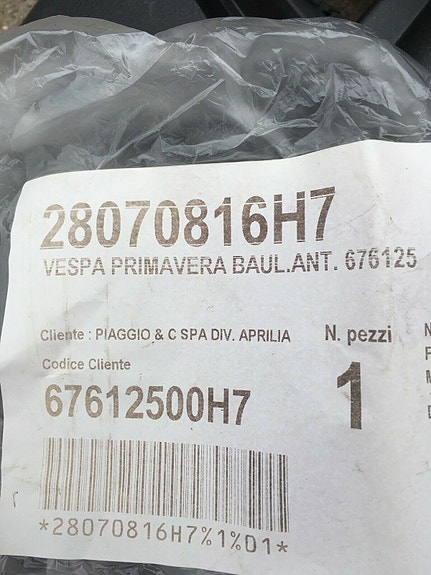 28070816H7
VESPA PRIMAVERA BAUL.ANT. 676125
Cliente : PIAGGIO & C SPA DIV. APRILIA
N. pezzi
Codice Cliente
67612500H7
1
*28070816H7%1%01*